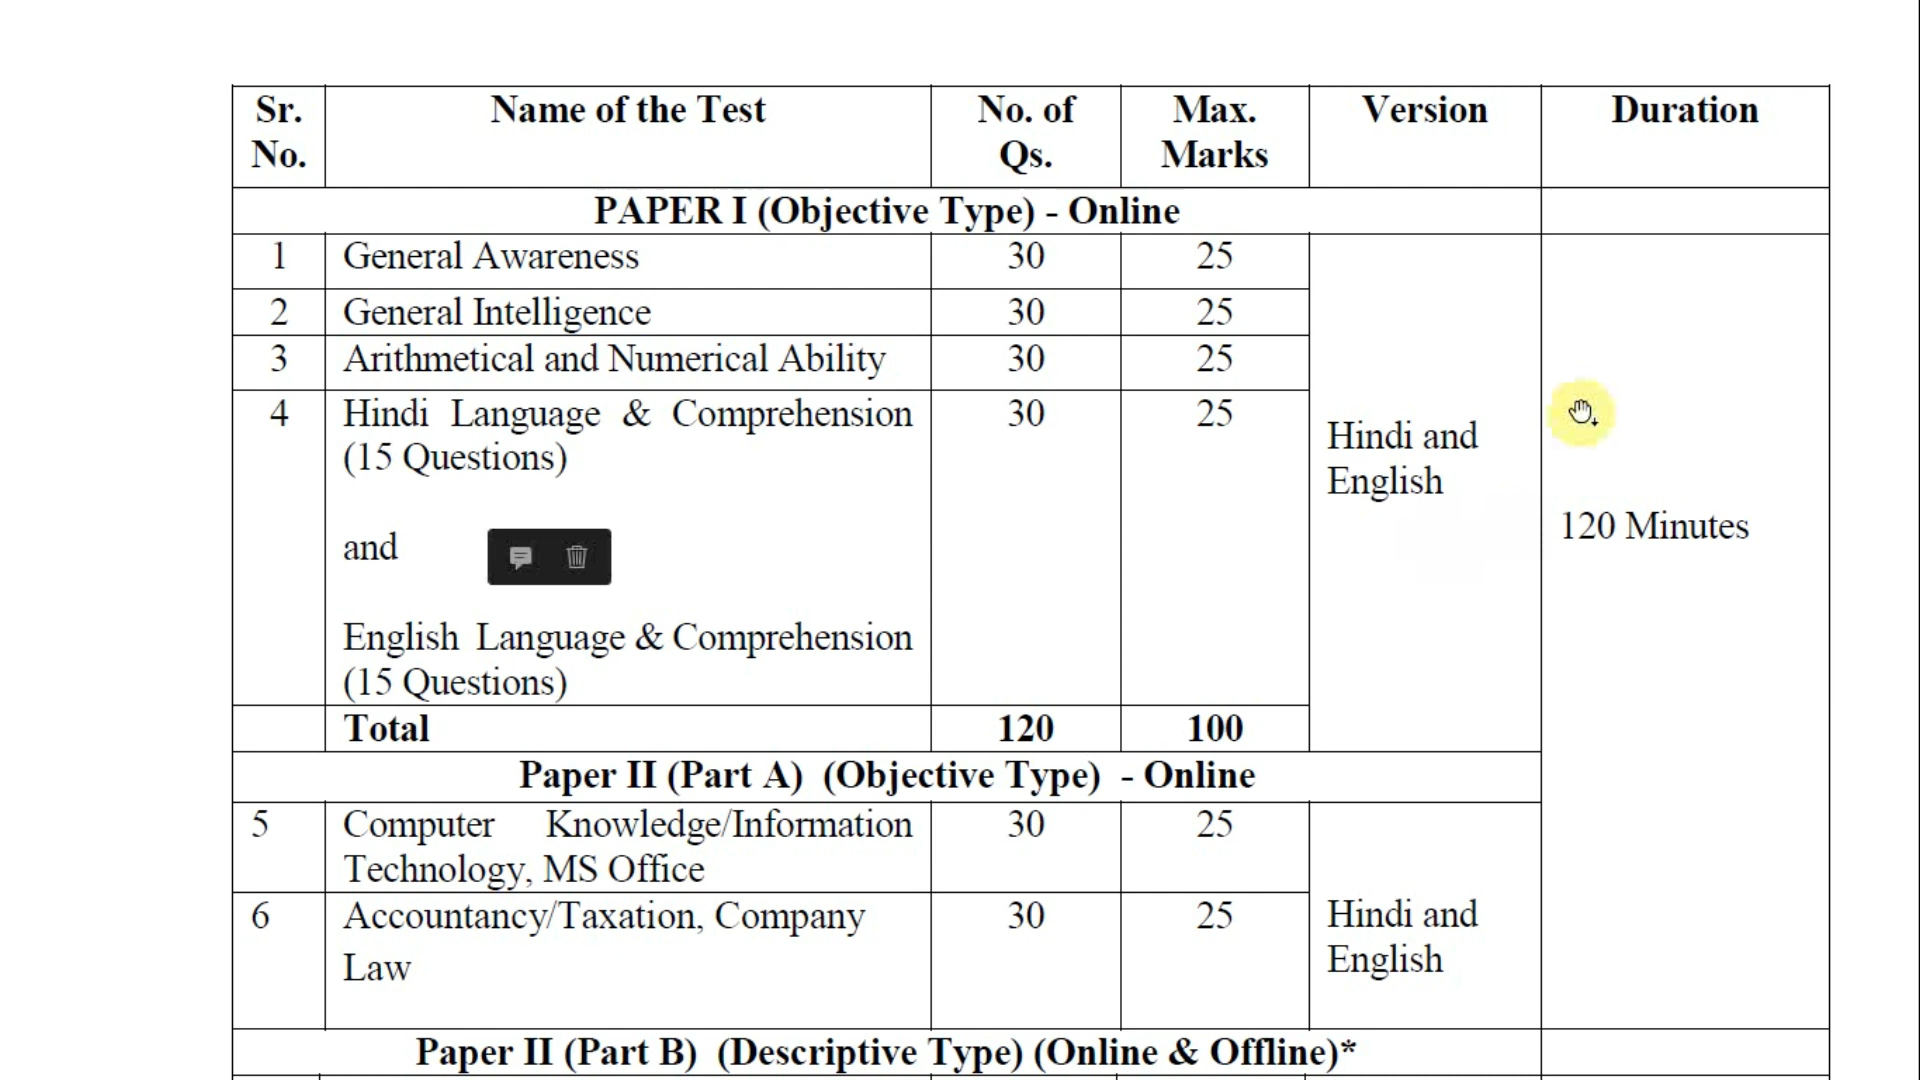 Sr. No.
Name of the Test
No. of Qs.
Max. Marks
Version
Duration
PAPER I (Objective Type) - Online
1 General Awareness 30 25
2 General Intelligence 30 25
3 Arithmetical and Numerical Ability 30 25
4 Hindi Language & Comprehension 30 25
(15 Questions)
and
English Language & Comprehension
(15 Questions)
Hindi and
English
120 Minutes
Total 120 100
Paper II (Part A) (Objective Type) - Online
5 Computer Knowledge/Information 30 25
Technology, MS Office
6 Accountancy/Taxation, Company 30 25
Law
Hindi and
English
Paper II (Part B) (Descriptive Type) (Online & Offline)*